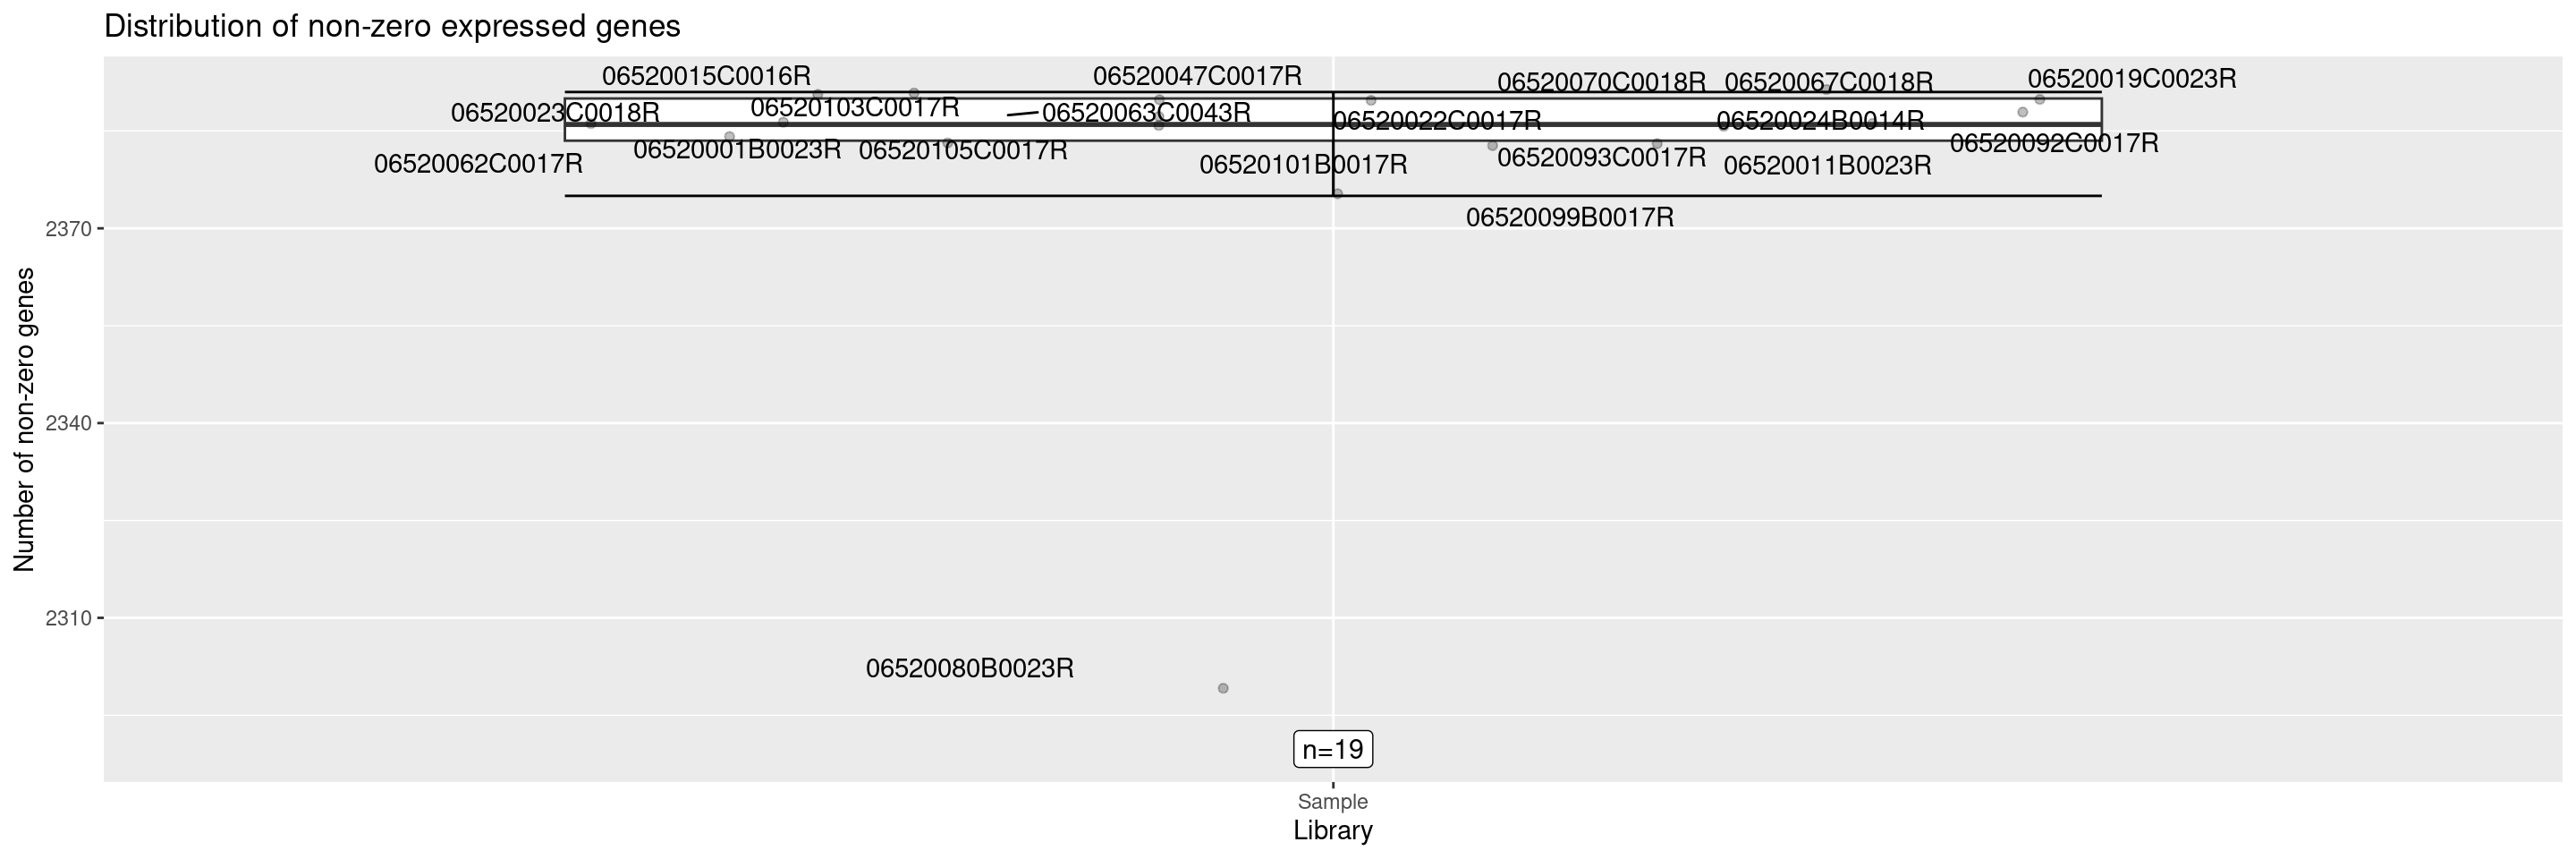 Distribution of non-zero expressed genes
06520015C0016R
06520047C0017R
06520070C0018R
06520067C0018R
06520019C0023R
06520023C0018R
06520103C0017R
06520063C0043R
06520022C0017R
06520024B0014R
06520092C0017R
06520062C0017R
06520001B0023R
06520105C0017R
06520101B0017R
06520093C0017R
06520011B0023R
06520099B0017R
2370
2340
2310
Number of non-zero genes
06520080B0023R
n=19
Sample
Library